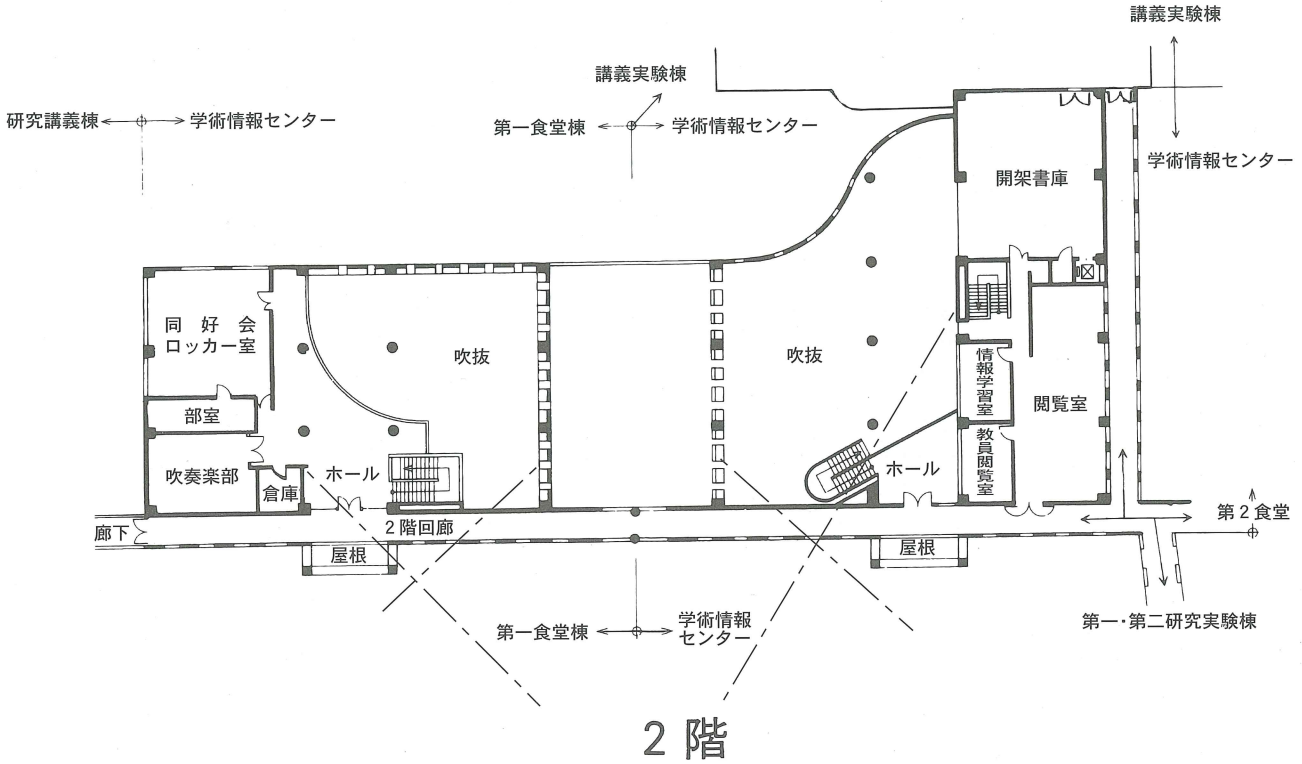 講義実験棟
講義実験棟
研究講義棟
学術情報センター
第一食堂棟
学術情報センター
学術情報センター
開架書庫
同好会
ロッカー室
吹抜
吹抜
情報学習室
閲覧室
部室
教員閲覧室
吹奏楽部
倉庫
ホール
ホール
廊下
2階回廊
第2食堂
屋根
屋根
第一食堂棟
学術情報
センター
第一・第二研究実験棟
2階